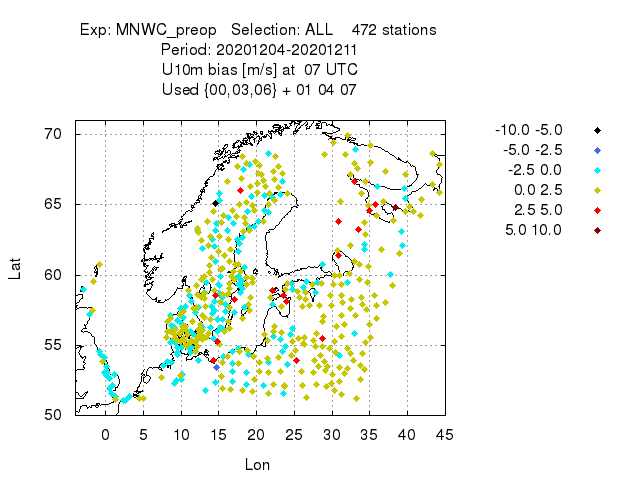 Exp: MNWC_preop   Selection: ALL    472 stations
Period: 20201204-20201211
U10m bias [m/s] at  07 UTC
Used {00,03,06} + 01 04 07
-10.0 -5.0
-5.0 -2.5
-2.5 0.0
0.0 2.5
2.5 5.0
5.0 10.0
70
65
60
55
50
Lat
0 5 10 15 20 25 30 35 40 45
Lon